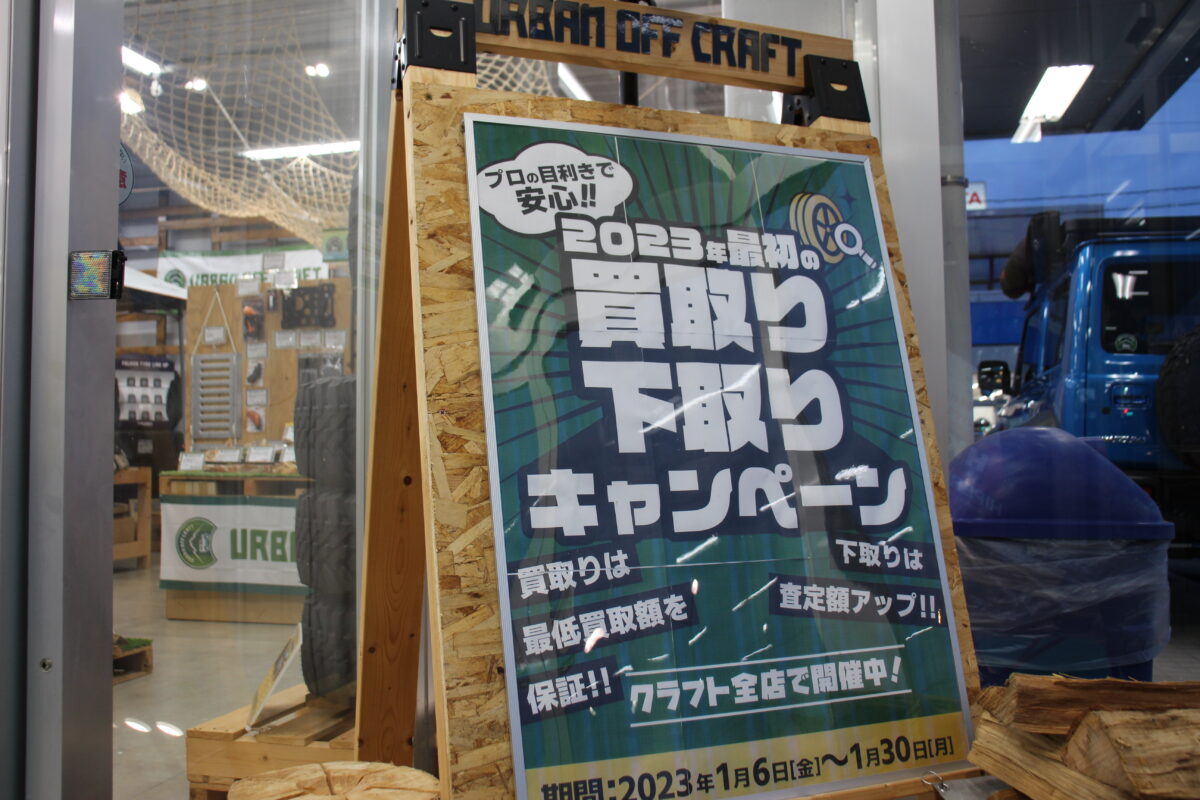 URBAN OFF CRAFT
プロの目利きで
安心!!
2023年最初の
買取り
下取り
キャンペーン
買取りは
最低買取額を
保証!!
下取りは
査定額アップ!!
クラフト全店で開催中!
期間:2023年1月6日[金]〜1月30日[月]
URBAN OFF CRAFT
URBA
A